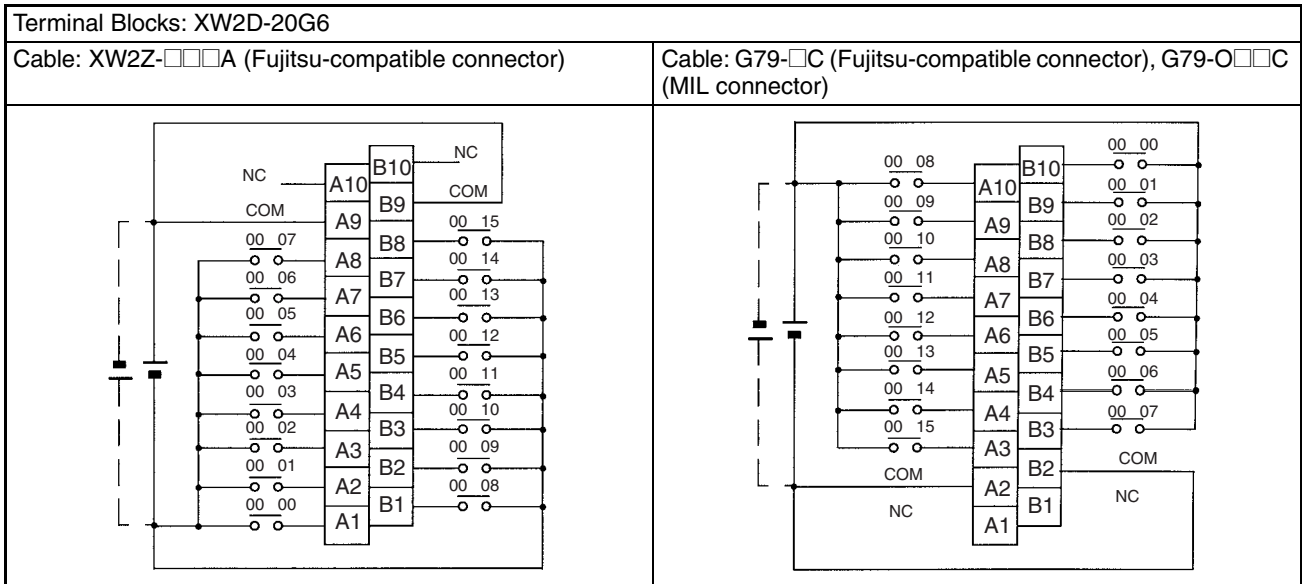 Terminal Blocks: XW2D-20G6
Cable: XW2Z-□□□A (Fujitsu-compatible connector)
Cable: G79-□C (Fujitsu-compatible connector), G79-O□□C
(MIL connector)
NC
B10
NC
A10
COM
B9
COM
A9
00 15
B8
00 07
A8
00 14
B7
00 06
A7
00 13
B6
00 05
A6
00 12
B5
00 04
A5
00 11
B4
00 03
A4
00 10
B3
00 02
A3
00 09
B2
00 01
A2
00 08
B1
00 00
A1
00 00
B10
00 08
A10
00 01
B9
00 09
A9
00 02
B8
00 10
A8
00 03
B7
00 11
A7
00 04
B6
00 12
A6
00 05
B5
00 13
A5
00 06
B4
00 14
A4
00 07
B3
00 15
A3
COM
B2
COM
A2
NC
B1
NC
A1